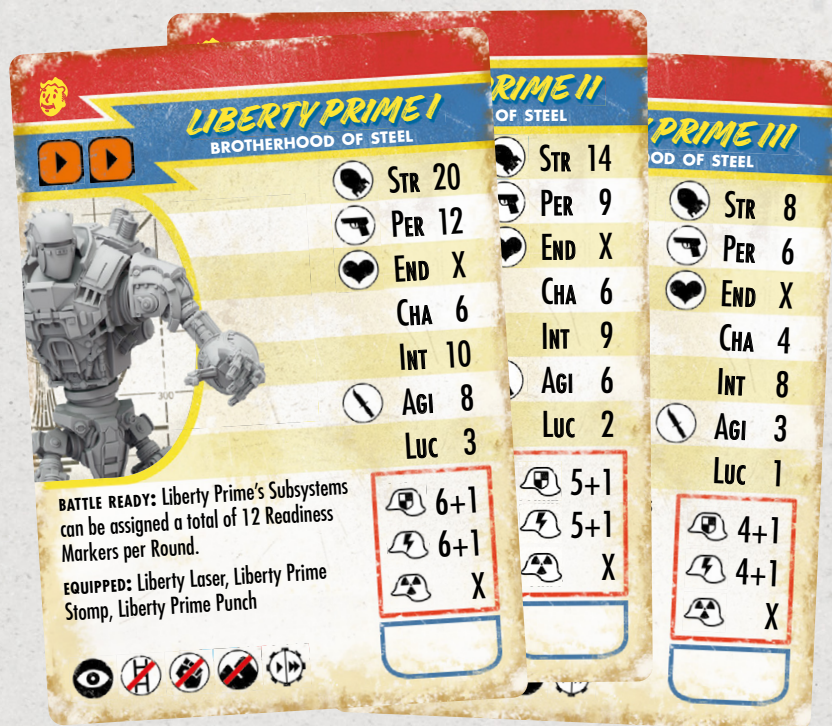 LIBERTY PRIME I
BROTHERHOOD OF STEEL
STR 20
PER 12
END X
CHA 6
INT 10
AGI 8
LUC 3
BATTLE READY: Liberty Prime's Subsystems
can be assigned a total of 12 Readiness
Markers per Round.
EQUIPPED: Liberty Laser, Liberty Prime
Stomp, Liberty Prime Punch
6+1
6+1
X
300
PRIME II
OF STEEL
STR 14
PER 9
END X
CHA 6
INT 9
AGI 6
LUC 2
5+1
5+1
X
PRIME III
OOD OF STEEL
STR 8
PER 6
END X
CHA 4
INT 8
AGI 3
LUC 1
4+1
4+1
X